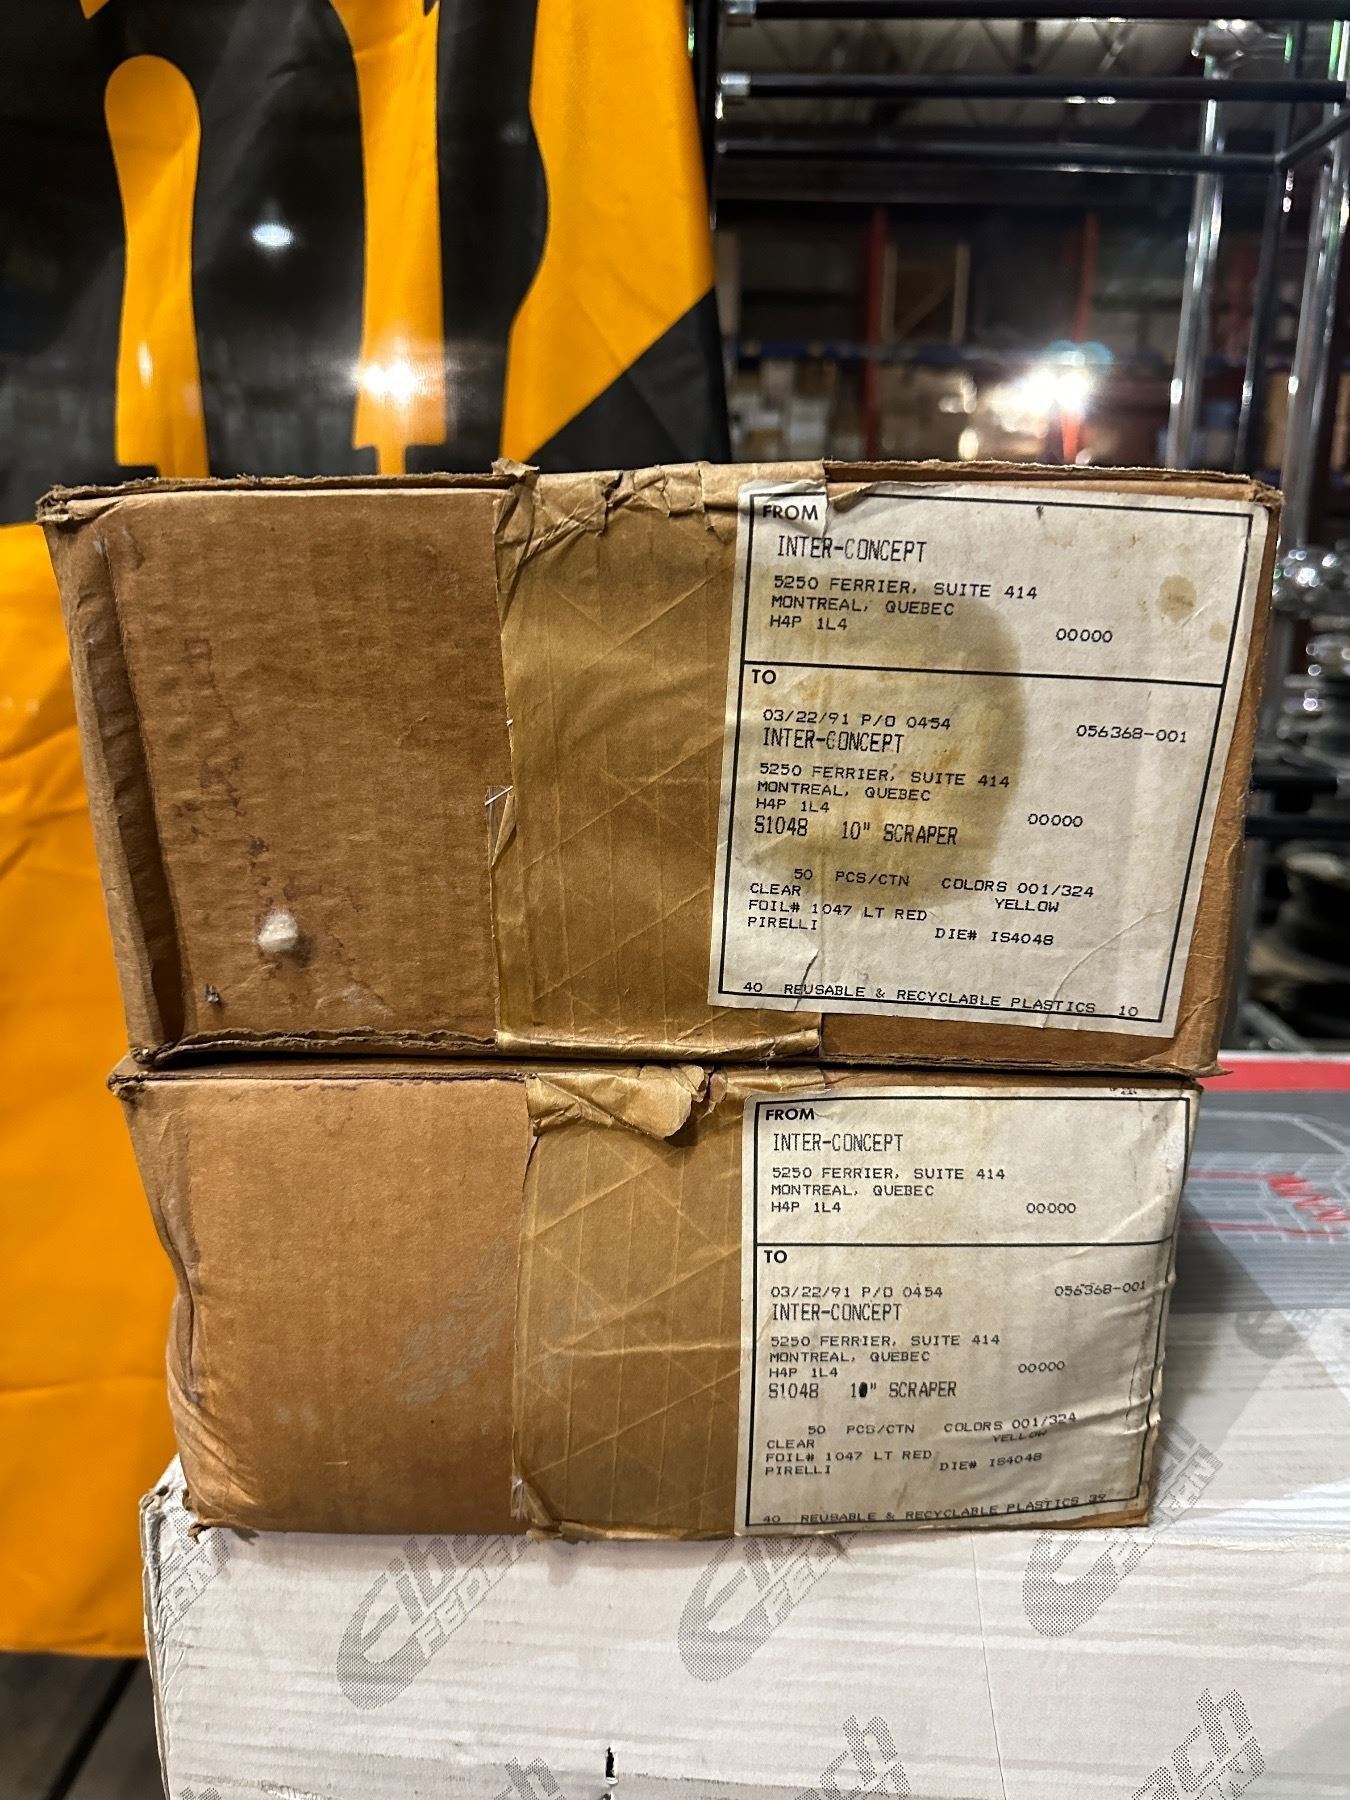 FROM
INTER-CONCEPT
5250 FERRIER, SUITE 414
MONTREAL, QUEBEC
H4P 1L4 00000
TO
03/22/91 P/O 0454 056368-001
INTER-CONCEPT
5250 FERRIER, SUITE 414
MONTREAL, QUEBEC
H4P 1L4 00000
S1048 10" SCRAPER
50 PCS/CTN COLORS 001/324
CLEAR YELLOW
FOIL# 1047 LT RED
PIRELLI DIE# IS4048
40 REUSABLE & RECYCLABLE PLASTICS 10
FROM
INTER-CONCEPT
5250 FERRIER, SUITE 414
MONTREAL, QUEBEC
H4P 1L4 00000
TO
03/22/91 P/O 0454 056368-001
INTER-CONCEPT
5250 FERRIER, SUITE 414
MONTREAL, QUEBEC
H4P 1L4 00000
S1048 10" SCRAPER
50 PCS/CTN COLORS 001/324
CLEAR YELLOW
FOIL# 1047 LT RED
PIRELLI DIE# IS4048
40 REUSABLE & RECYCLABLE PLASTICS 39
Eibach
FEDERN